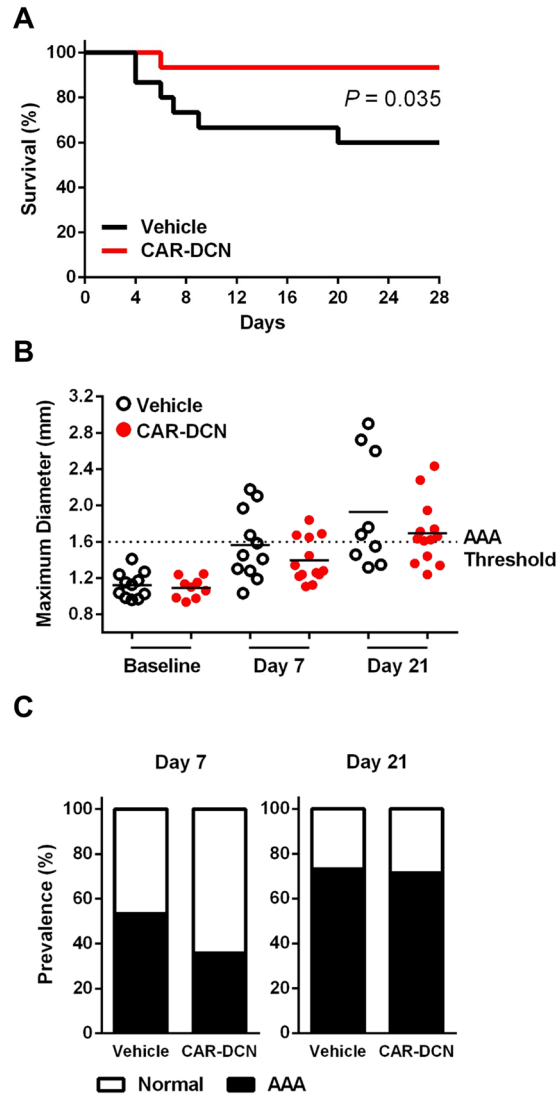 A
100
80
60
40
20
0
Survival (%)
P = 0.035
Vehicle
CAR-DCN
0 4 8 12 16 20 24 28
Days
B
3.2
2.8
2.4
2.0
1.6
1.2
0.8
Maximum Diameter (mm)
Vehicle
CAR-DCN
AAA
Threshold
Baseline Day 7 Day 21
C
Day 7 Day 21
100 100
80 80
60 60
40 40
20 20
0 0
Prevalence (%)
Vehicle CAR-DCN Vehicle CAR-DCN
Normal AAA